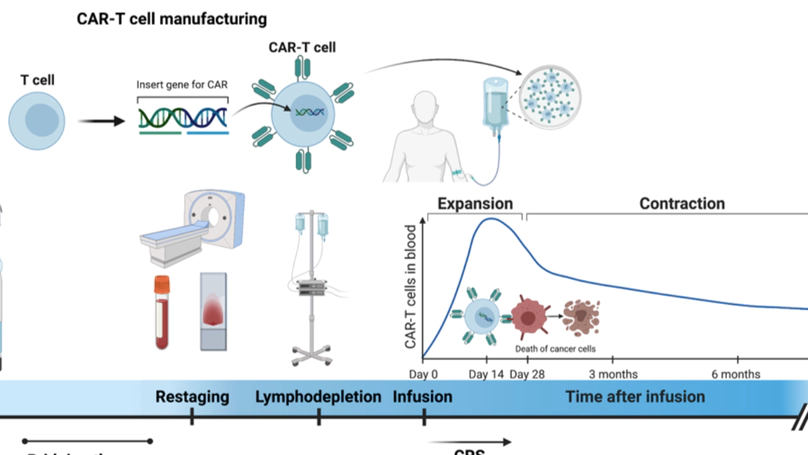 CAR-T cell manufacturing
CAR-T cell
T cell
Insert gene for CAR
Expansion
Contraction
CAR-T cells in blood
Death of cancer cells
Day 0
Day 14
Day 28
3 months
6 months
Restaging
Lymphodepletion
Infusion
Time after infusion
CRS